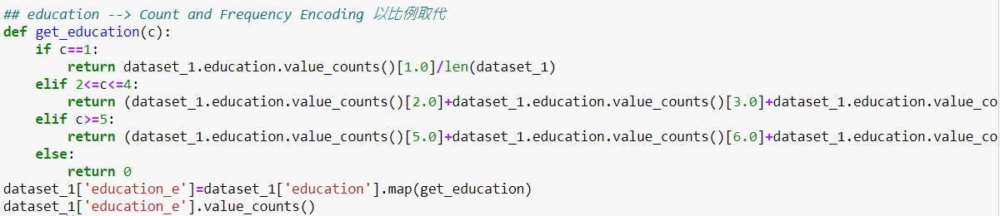 ## education --> Count and Frequency Encoding 以比例取代
def get_education(c):
    if c==1:
        return dataset_1.education.value_counts()[1.0]/len(dataset_1)
    elif 2<=c<=4:
        return (dataset_1.education.value_counts()[2.0]+dataset_1.education.value_counts()[3.0]+dataset_1.education.value_co
    elif c>=5:
        return (dataset_1.education.value_counts()[5.0]+dataset_1.education.value_counts()[6.0]+dataset_1.education.value_co
    else:
        return 0
dataset_1['education_e']=dataset_1['education'].map(get_education)
dataset_1['education_e'].value_counts()